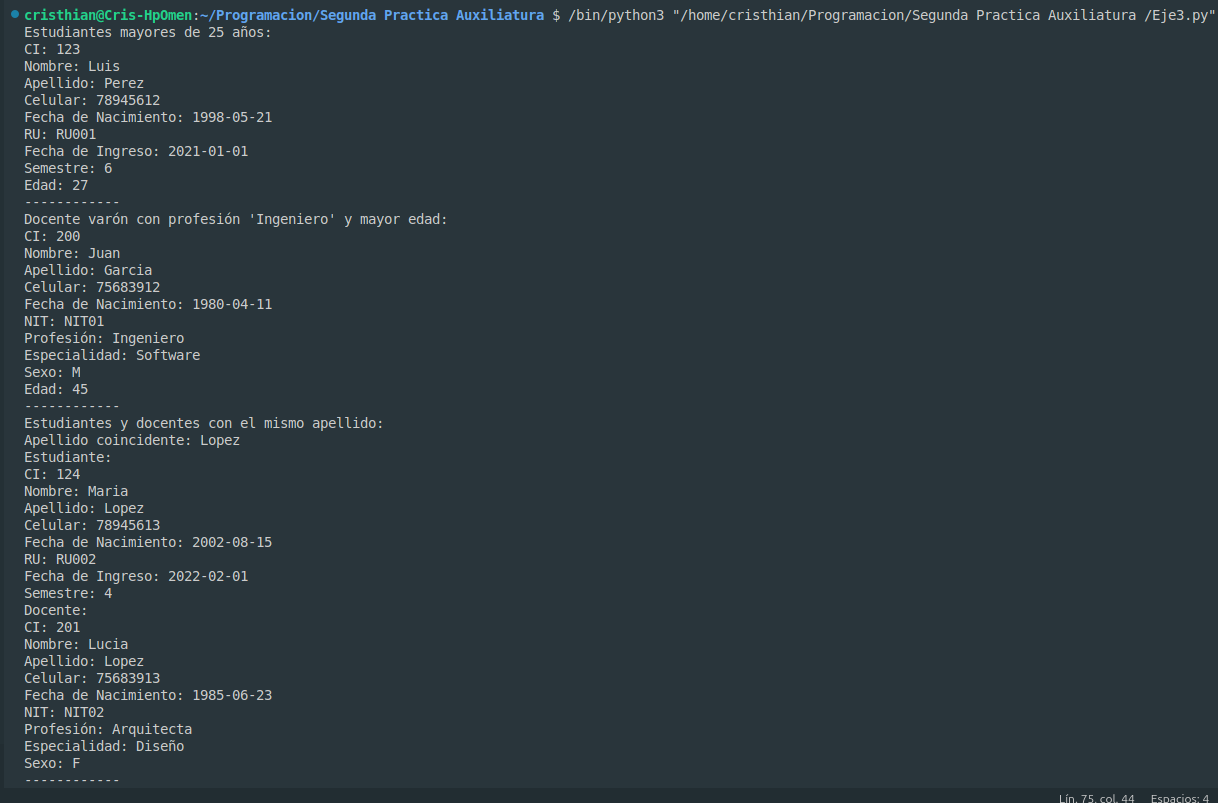 cristhian@Cris-HpOmen:~/Programacion/Segunda Practica Auxiliatura $ /bin/python3 "/home/cristhian/Programacion/Segunda Practica Auxiliatura /Eje3.py"
Estudiantes mayores de 25 años:
CI: 123
Nombre: Luis
Apellido: Perez
Celular: 78945612
Fecha de Nacimiento: 1998-05-21
RU: RU001
Fecha de Ingreso: 2021-01-01
Semestre: 6
Edad: 27
------------
Docente varón con profesión 'Ingeniero' y mayor edad:
CI: 200
Nombre: Juan
Apellido: Garcia
Celular: 75683912
Fecha de Nacimiento: 1980-04-11
NIT: NIT01
Profesión: Ingeniero
Especialidad: Software
Sexo: M
Edad: 45
------------
Estudiantes y docentes con el mismo apellido:
Apellido coincidente: Lopez
Estudiante:
CI: 124
Nombre: Maria
Apellido: Lopez
Celular: 78945613
Fecha de Nacimiento: 2002-08-15
RU: RU002
Fecha de Ingreso: 2022-02-01
Semestre: 4
Docente:
CI: 201
Nombre: Lucia
Apellido: Lopez
Celular: 75683913
Fecha de Nacimiento: 1985-06-23
NIT: NIT02
Profesión: Arquitecta
Especialidad: Diseño
Sexo: F
------------
Lín. 75, col. 44 Espacios: 4